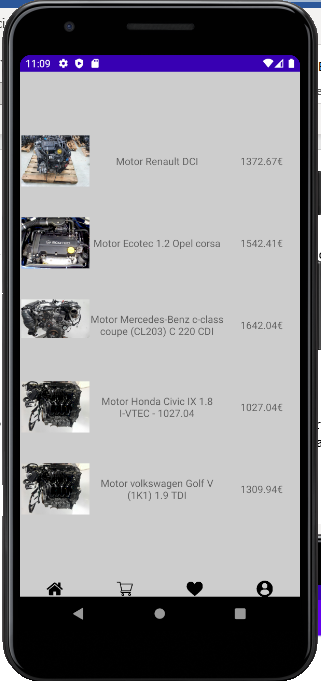 11:09
Motor Renault DCI 1372.67€
Motor Ecotec 1.2 Opel corsa 1542.41€
Motor Mercedes-Benz c-class
coupe (CL203) C 220 CDI 1642.04€
Motor Honda Civic IX 1.8
I-VTEC - 1027.04 1027.04€
Motor volkswagen Golf V
(1K1) 1.9 TDI 1309.94€